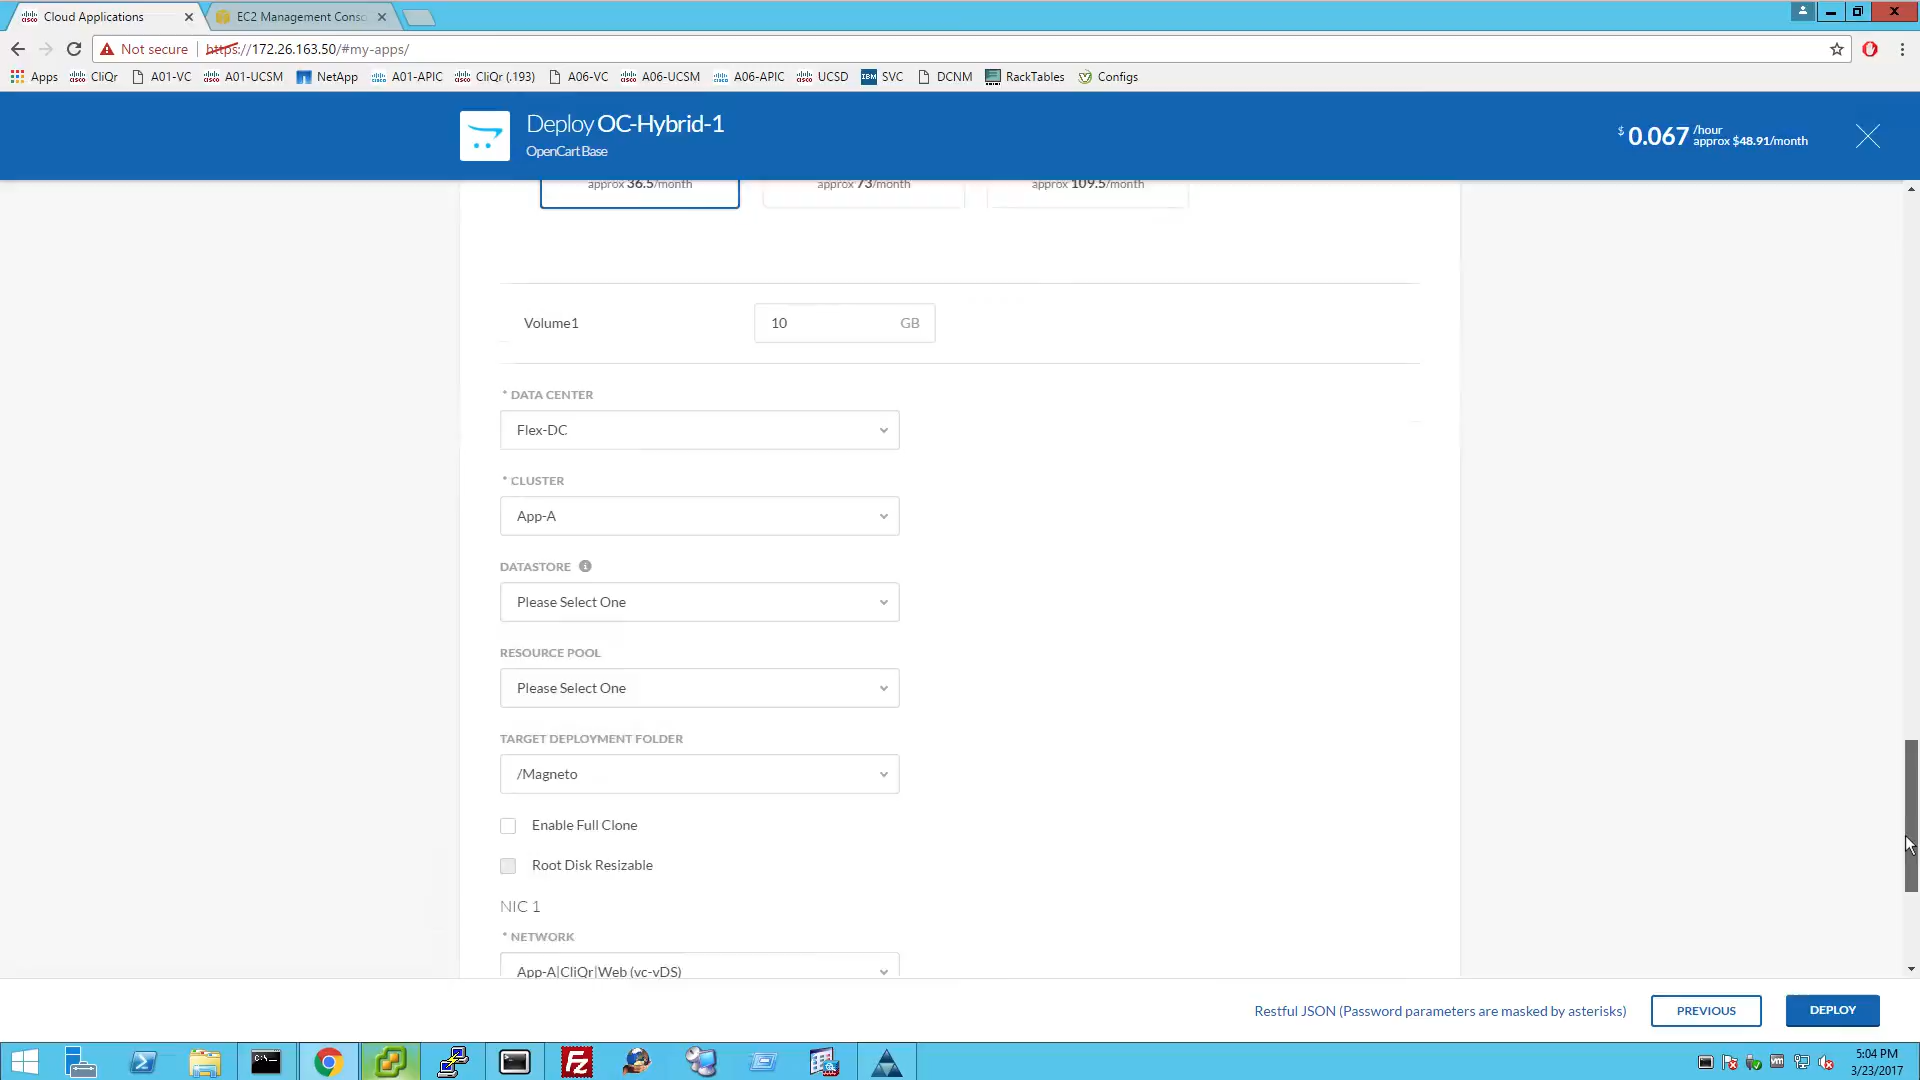 Cloud Applications
EC2 Management Conso
Not secure
https://172.26.163.50/#my-apps/
Apps
CliQr
A01-VC
A01-UCSM
NetApp
A01-APIC
CliQr (.193)
A06-VC
A06-UCSM
A06-APIC
UCSD
IBM SVC
DCNM
RackTables
Configs
Deploy OC-Hybrid-1
OpenCart Base
$ 0.067 /hour
approx $48.91/month
approx 36.5/month
approx 73/month
approx 109.5/month
Volume1
10 GB
* DATA CENTER
Flex-DC
* CLUSTER
App-A
DATASTORE
Please Select One
RESOURCE POOL
Please Select One
TARGET DEPLOYMENT FOLDER
/Magneto
Enable Full Clone
Root Disk Resizable
NIC 1
* NETWORK
App-A|CliQr|Web (vc-vDS)
Restful JSON (Password parameters are masked by asterisks)
PREVIOUS
DEPLOY
5:04 PM
3/23/2017